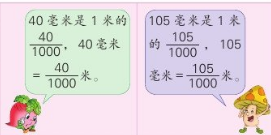 40 毫米是 1 米的
40/1000，40 毫米
= 40/1000 米。
105 毫米是 1 米
的 105/1000，105
毫米 = 105/1000 米。